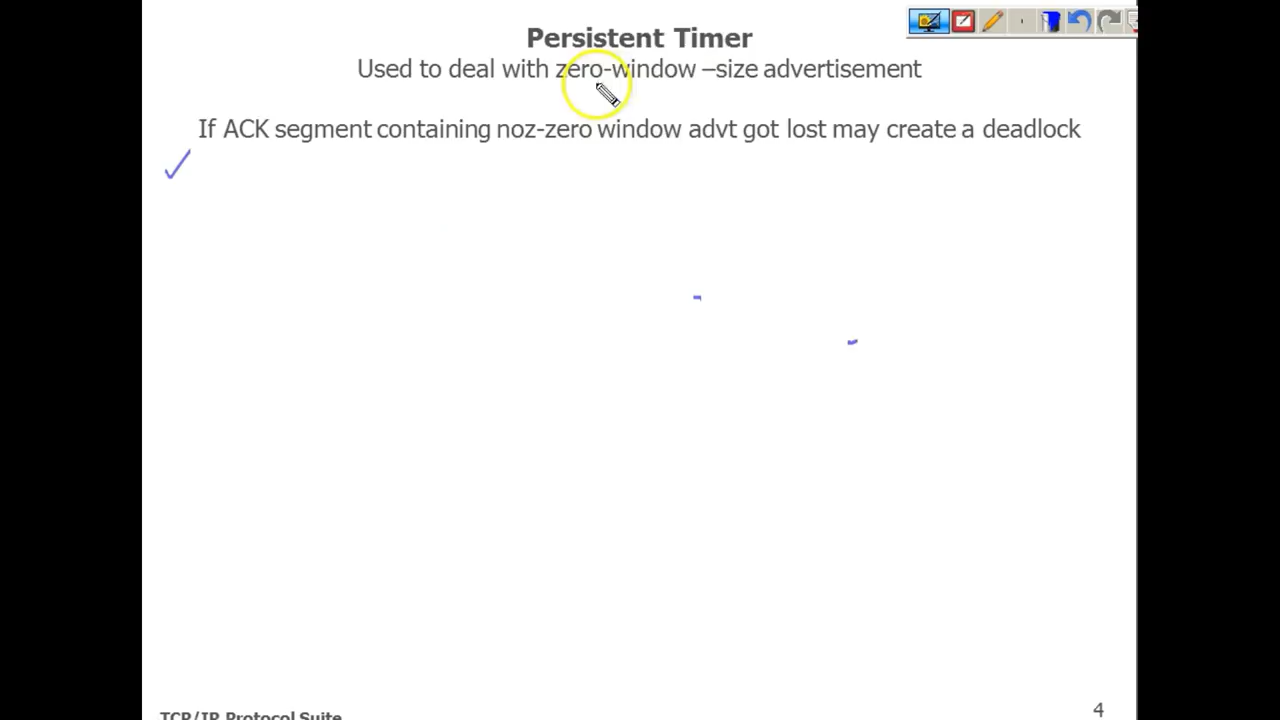 Persistent Timer
Used to deal with zero-window –size advertisement
If ACK segment containing noz-zero window advt got lost may create a deadlock
TCP/IP Protocol Suite
4